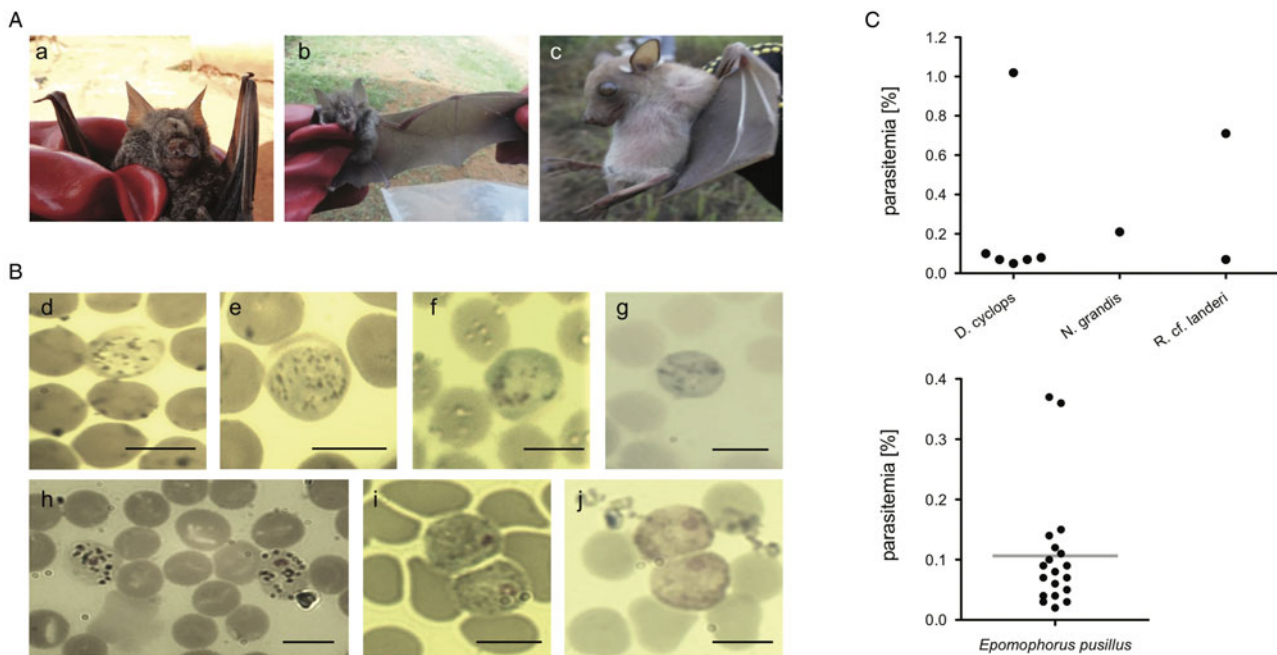 A
a
b
c
B
d
e
f
g
h
i
j
C
parasitemia [%]
1.2
1.0
0.8
0.6
0.4
0.2
0.0
D. cyclops
N. grandis
R. cf. landeri
parasitemia [%]
0.4
0.3
0.2
0.1
0.0
Epomophorus pusillus